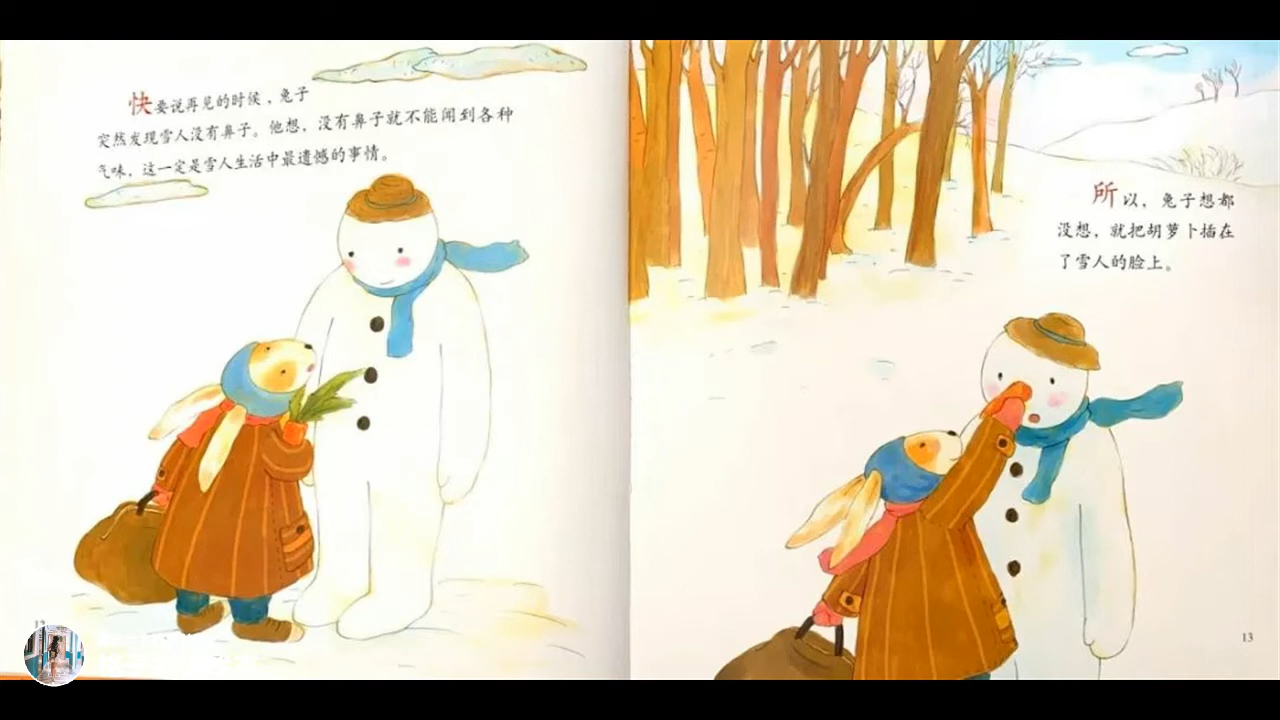 快要说再见的时候，兔子
突然发现雪人没有鼻子。他想，没有鼻子就不能闻到各种
气味，这一定是雪人生活中最遗憾的事情。
所以，兔子想都
没想，就把胡萝卜插在
了雪人的脸上。
13